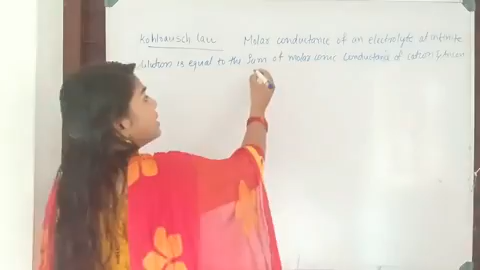 Kohlrausch law Molar conductance of an electrolyte at infinite
dilution is equal to the sum of molar ionic conductance of cation & anion